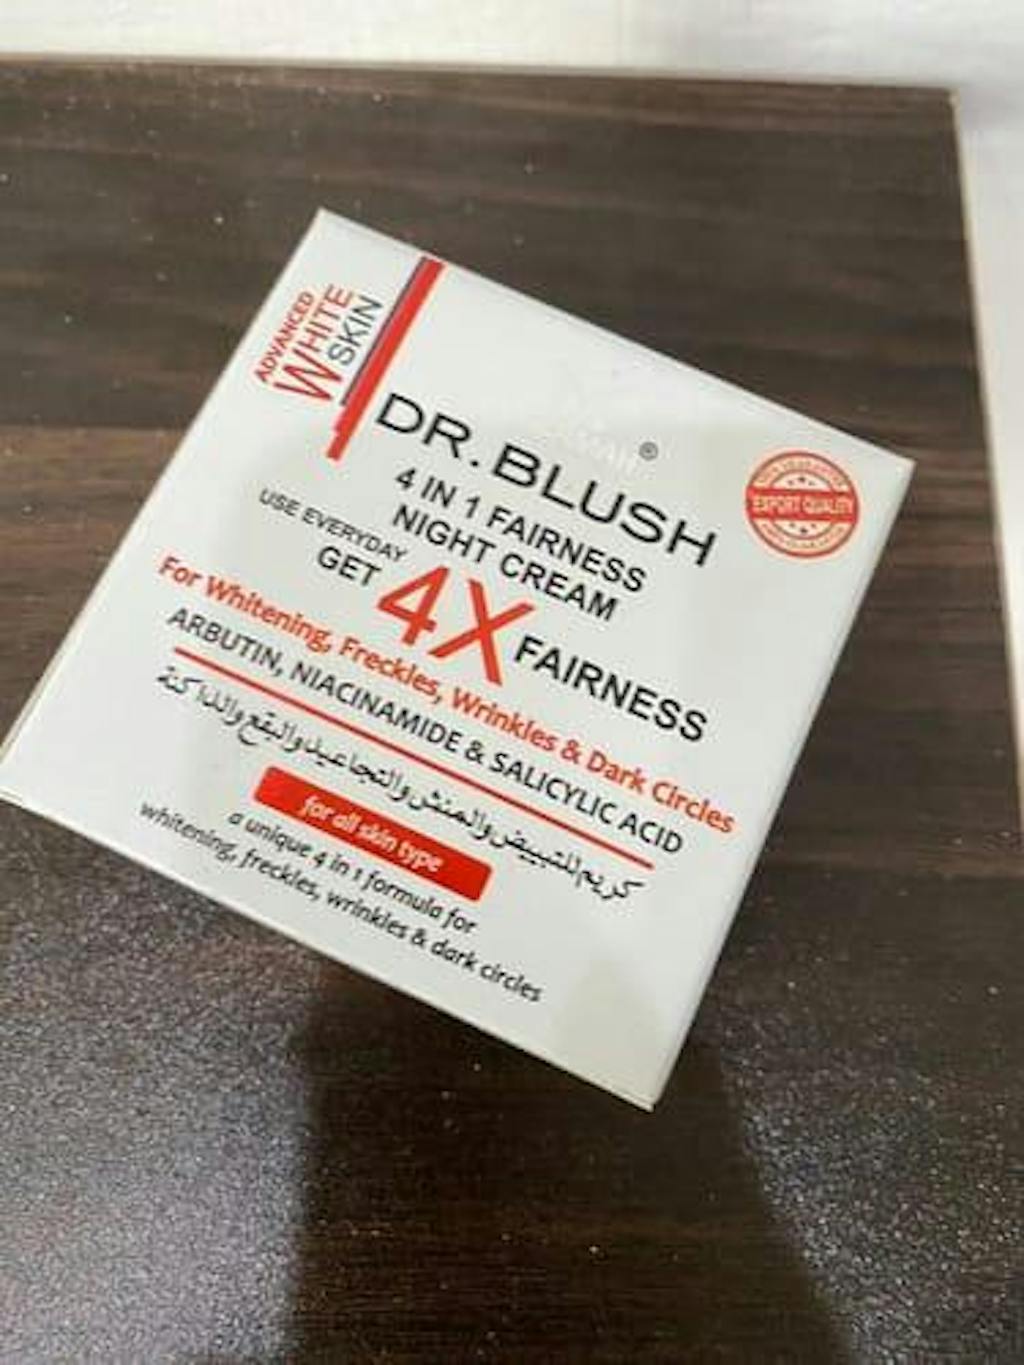 ADVANCED
WHITE
SKIN
DR. BLUSH
®
EXPORT QUALITY
4 IN 1 FAIRNESS
NIGHT CREAM
USE EVERYDAY
GET 4X FAIRNESS
For Whitening, Freckles, Wrinkles & Dark Circles
ARBUTIN, NIACINAMIDE & SALICYLIC ACID
كريم للتبييض والمنش والتجاعيد والبقع والداكنة
for all skin type
a unique 4 in 1 formula for
whitening, freckles, wrinkles & dark circles